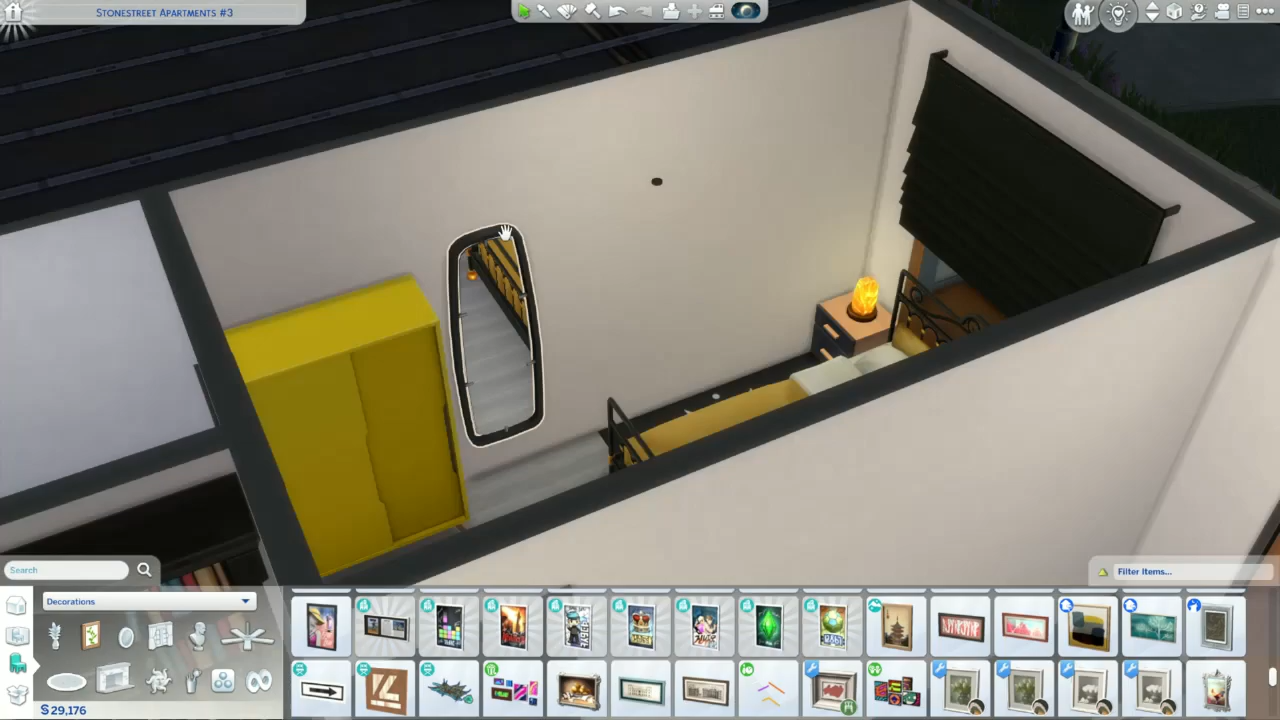 STONESTREET APARTMENTS #3
Search
Filter Items...
Decorations
§29,176